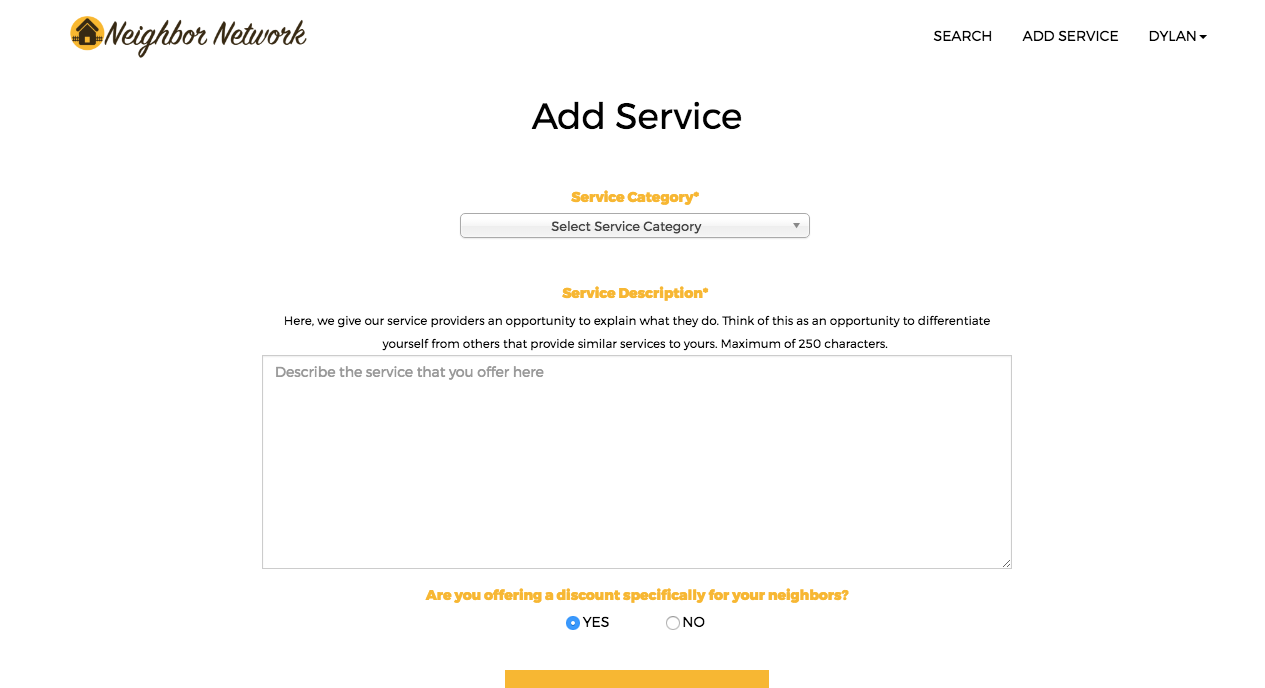 Neighbor Network
SEARCH
ADD SERVICE
DYLAN
Add Service
Service Category*
Select Service Category
Service Description*
Here, we give our service providers an opportunity to explain what they do. Think of this as an opportunity to differentiate
yourself from others that provide similar services to yours. Maximum of 250 characters.
Describe the service that you offer here
Are you offering a discount specifically for your neighbors?
YES
NO